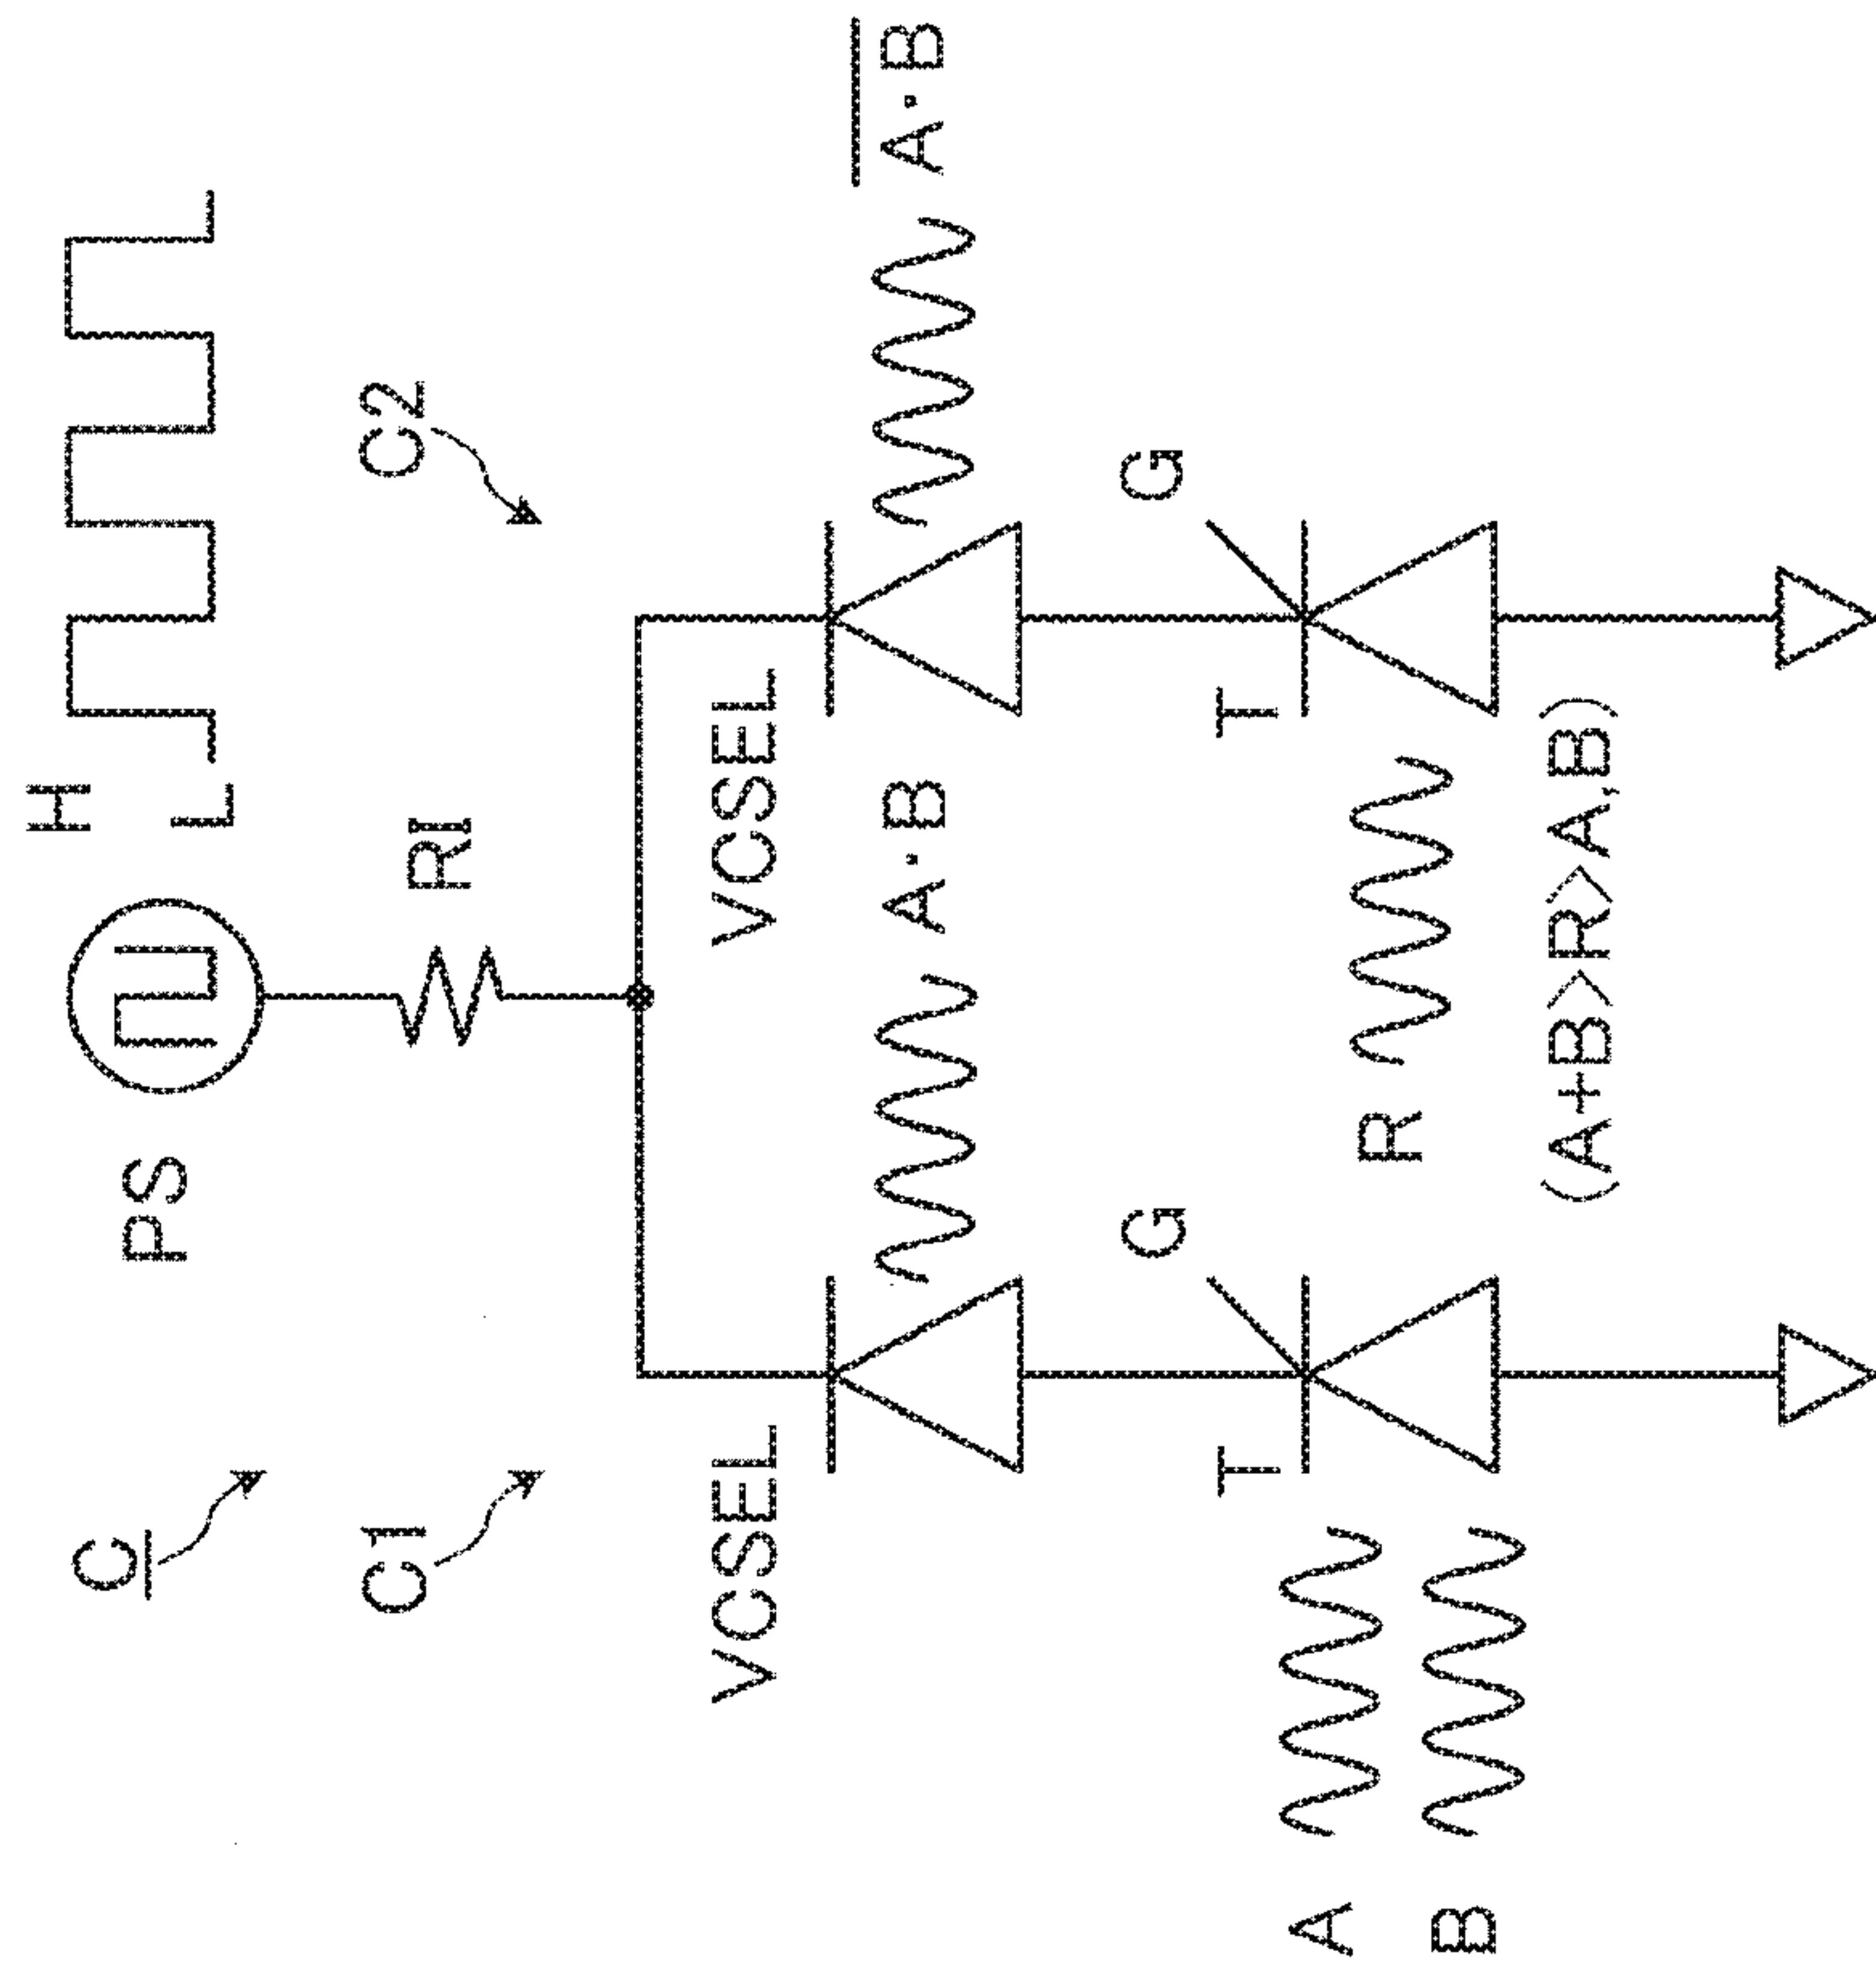 C
PS
H
L
RI
C1
C2
VCSEL
VCSEL
A·B
A̅·̅B̅
G
G
T
T
A
B
R
(A+B>R>A,B)